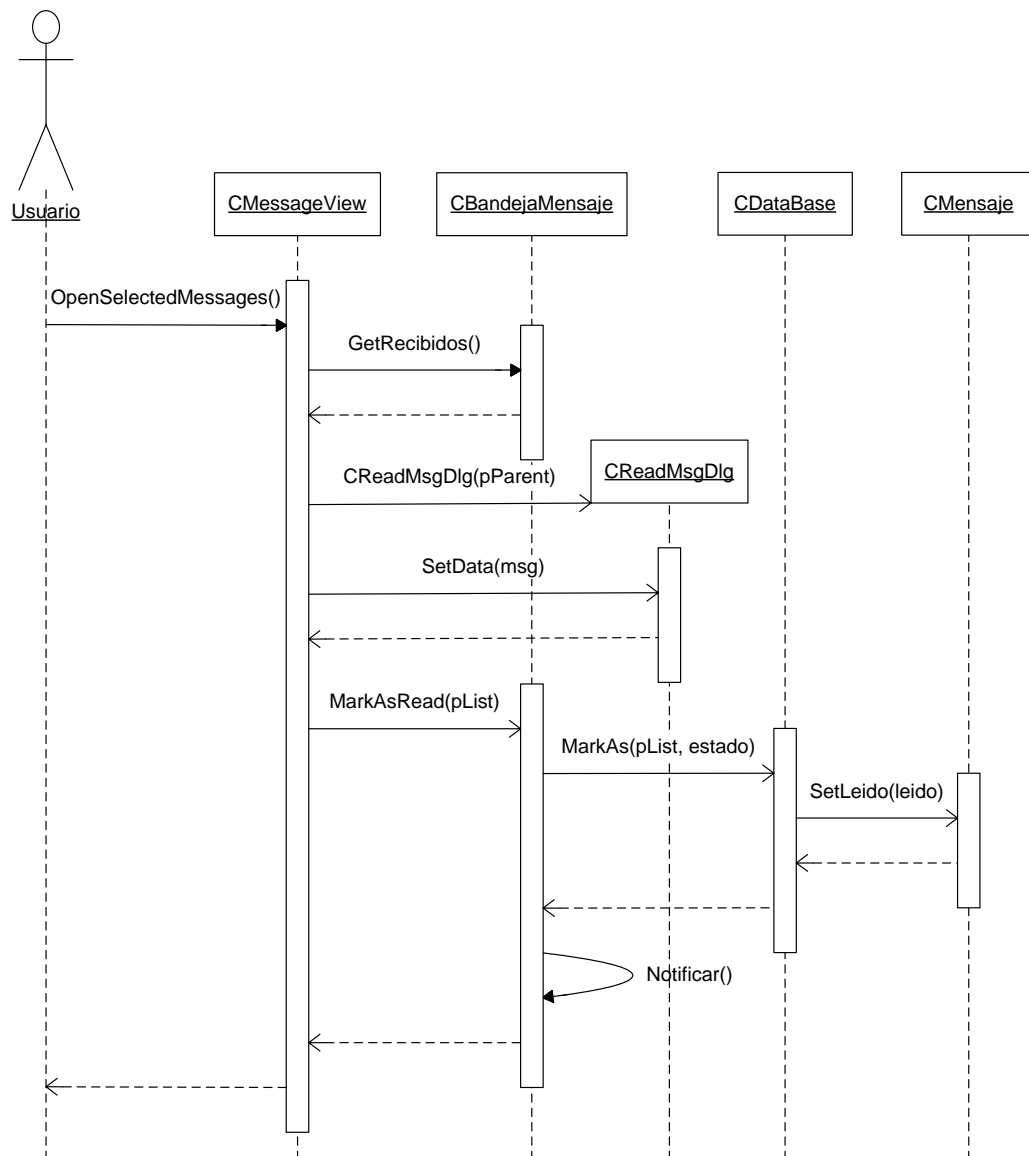 Usuario
CMessageView
CBandejaMensaje
CDataBase
CMensaje
OpenSelectedMessages()
GetRecibidos()
CReadMsgDlg(pParent)
CReadMsgDlg
SetData(msg)
MarkAsRead(pList)
MarkAs(pList, estado)
SetLeido(leido)
Notificar()